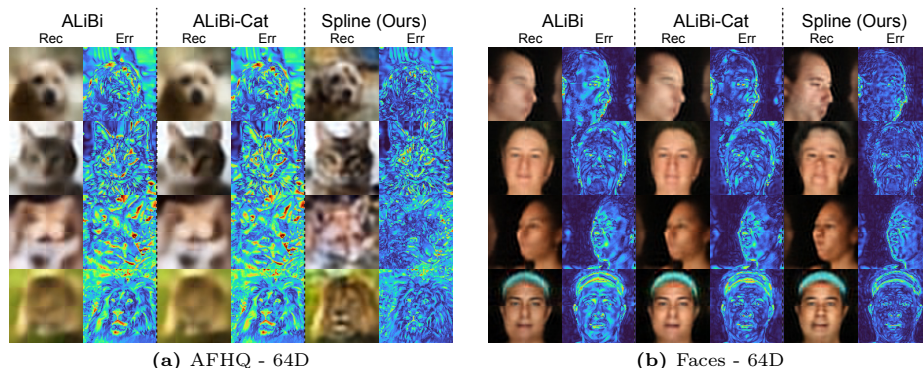 ALiBi ALiBi-Cat Spline (Ours)
Rec Err Rec Err Rec Err
(a) AFHQ - 64D
ALiBi ALiBi-Cat Spline (Ours)
Rec Err Rec Err Rec Err
(b) Faces - 64D